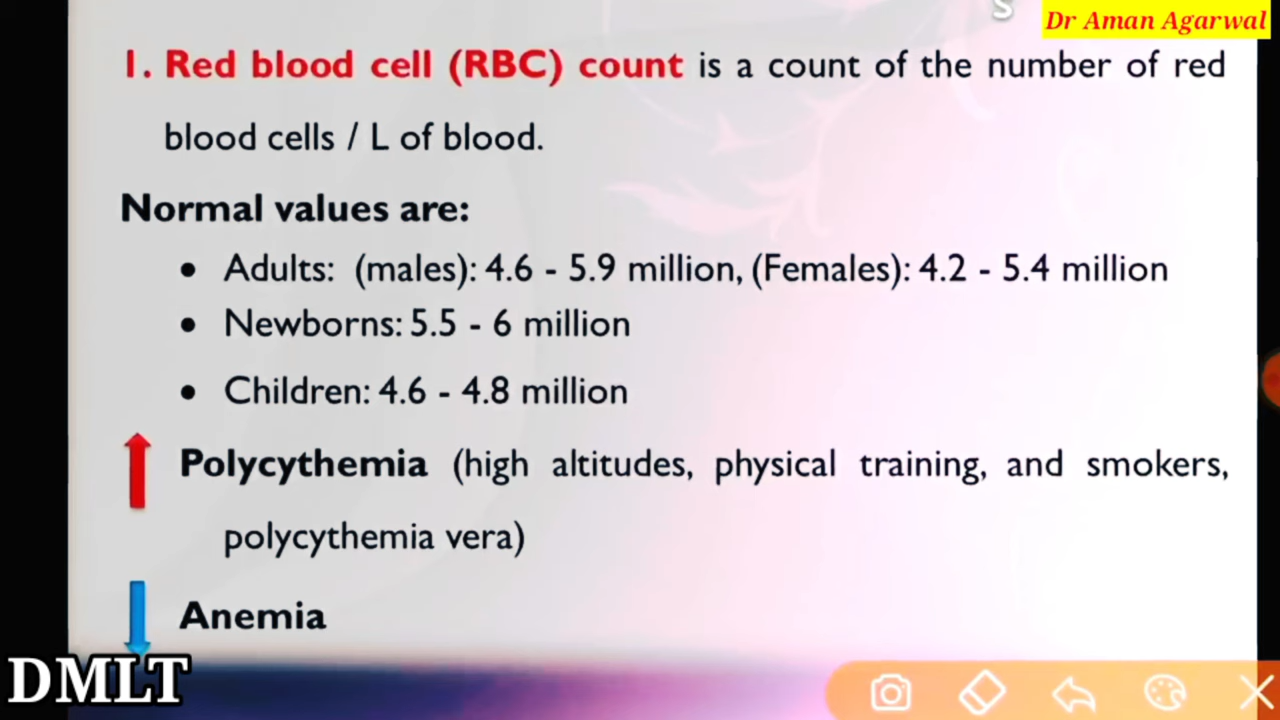 S
Dr Aman Agarwal
1. Red blood cell (RBC) count is a count of the number of red
blood cells / L of blood.
Normal values are:
• Adults: (males): 4.6 - 5.9 million, (Females): 4.2 - 5.4 million
• Newborns: 5.5 - 6 million
• Children: 4.6 - 4.8 million
Polycythemia (high altitudes, physical training, and smokers,
polycythemia vera)
Anemia
DMLT